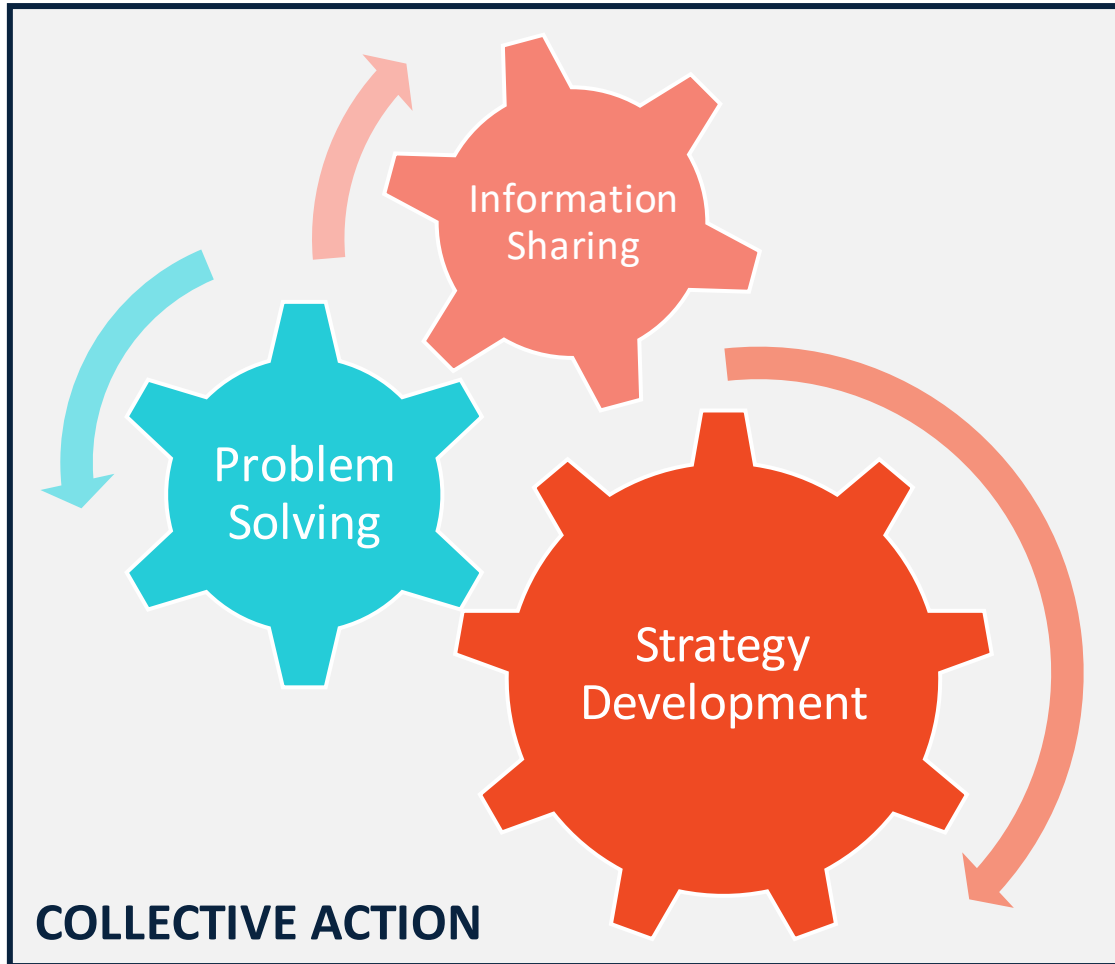 Information
Sharing
Problem
Solving
Strategy
Development
COLLECTIVE ACTION